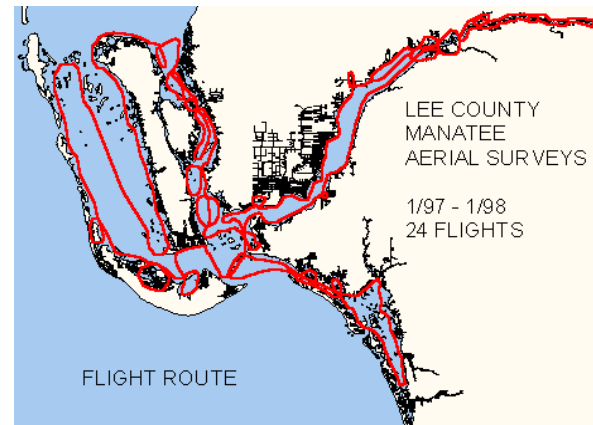 LEE COUNTY
MANATEE
AERIAL SURVEYS
1/97 - 1/98
24 FLIGHTS
FLIGHT ROUTE